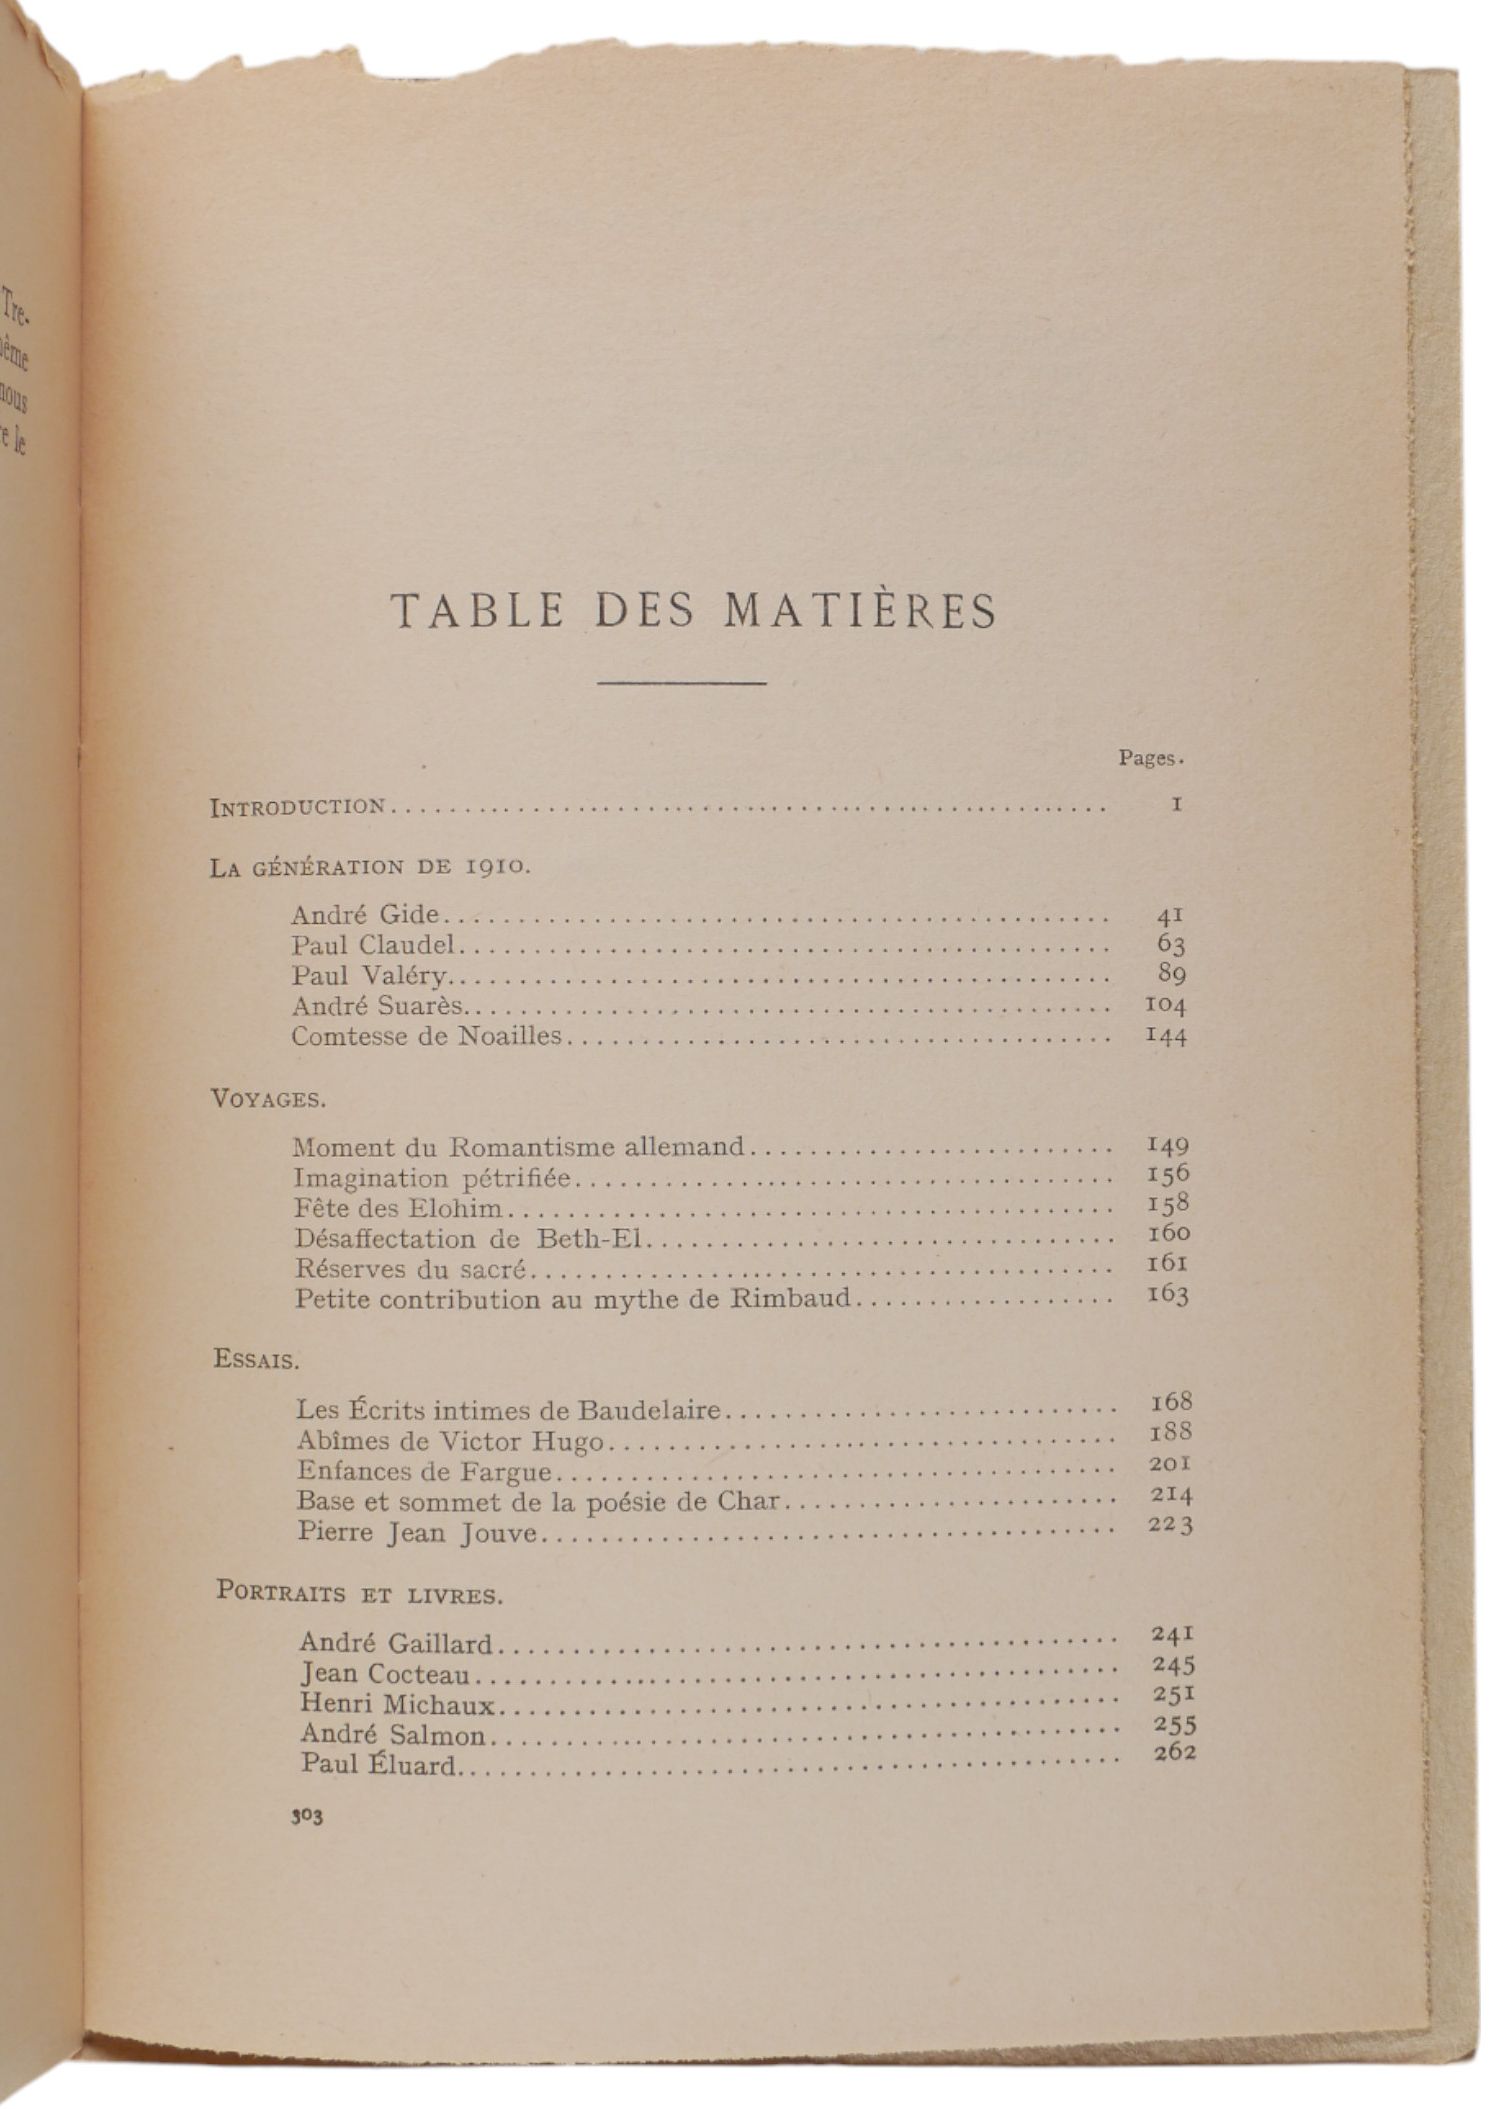 Tre-
nous
le
TABLE DES MATIÈRES
Pages.
INTRODUCTION................................................ 1
LA GÉNÉRATION DE 1910.
André Gide............................................. 41
Paul Claudel............................................ 63
Paul Valéry............................................. 89
André Suarès............................................ 104
Comtesse de Noailles..................................... 144
VOYAGES.
Moment du Romantisme allemand......................... 149
Imagination pétrifiée.................................... 156
Fête des Elohim......................................... 158
Désaffectation de Beth-El................................ 160
Réserves du sacré....................................... 161
Petite contribution au mythe de Rimbaud.................. 163
ESSAIS.
Les Écrits intimes de Baudelaire........................... 168
Abîmes de Victor Hugo.................................. 188
Enfances de Fargue...................................... 201
Base et sommet de la poésie de Char....................... 214
Pierre Jean Jouve....................................... 223
PORTRAITS ET LIVRES.
André Gaillard.......................................... 241
Jean Cocteau............................................ 245
Henri Michaux.......................................... 251
André Salmon........................................... 255
Paul Éluard............................................. 262
303